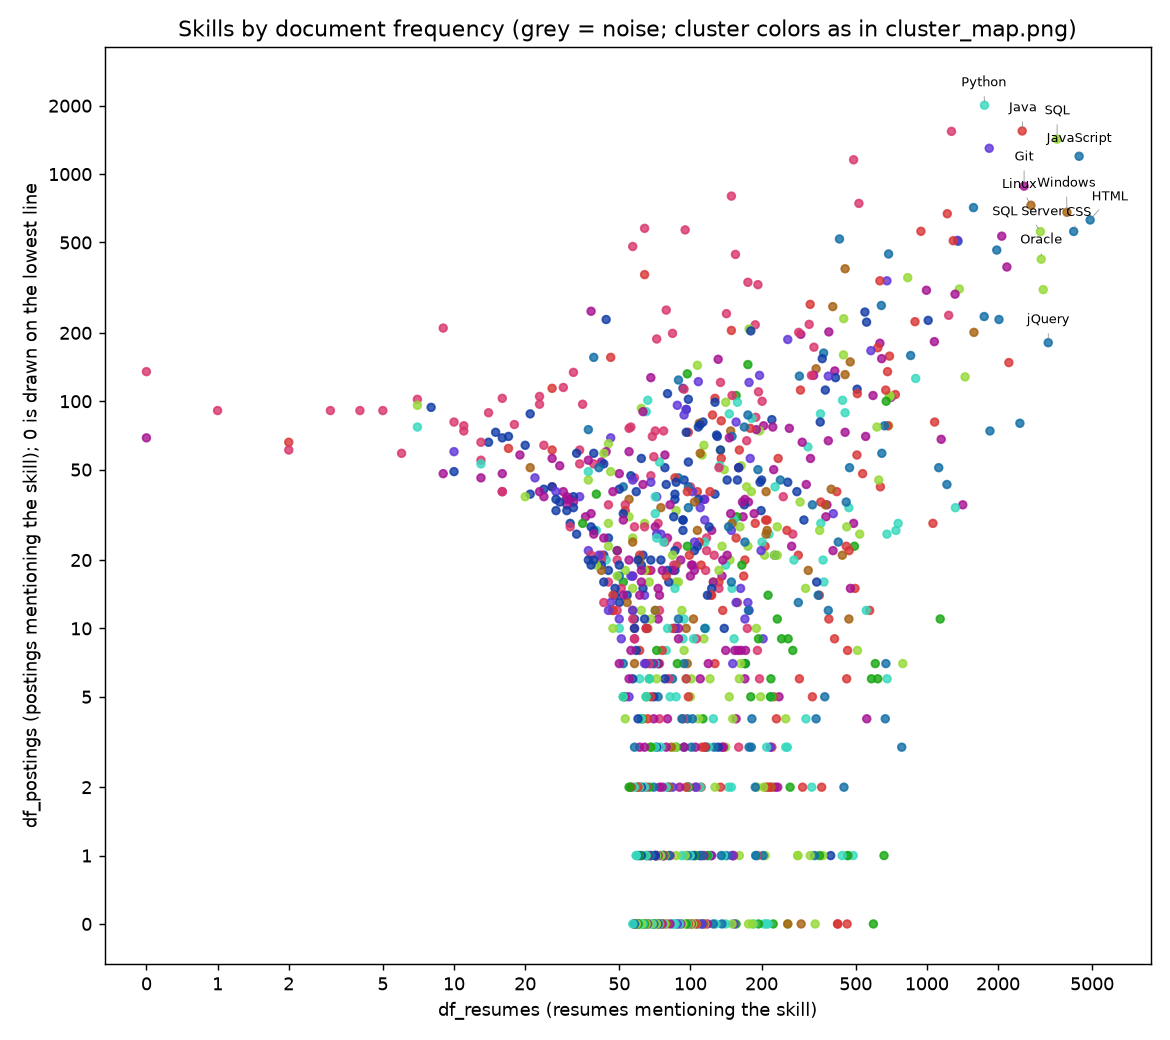 Skills by document frequency (grey = noise; cluster colors as in cluster_map.png)
Python
Java
SQL
JavaScript
Git
Linux
Windows
HTML
SQL Server
CSS
Oracle
jQuery
df_postings (postings mentioning the skill); 0 is drawn on the lowest line
2000
1000
500
200
100
50
20
10
5
2
1
0
0
1
2
5
10
20
50
100
200
500
1000
2000
5000
df_resumes (resumes mentioning the skill)